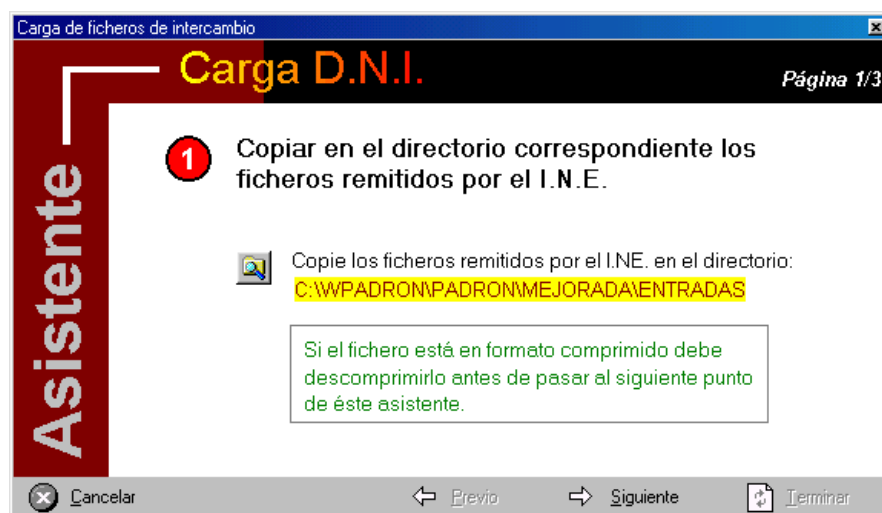 Carga de ficheros de intercambio
Carga D.N.I.
Página 1/3
Asistente
1
Copiar en el directorio correspondiente los
ficheros remitidos por el I.N.E.
Copie los ficheros remitidos por el I.NE. en el directorio:
C:\WPADRON\PADRON\MEJORADA\ENTRADAS
Si el fichero está en formato comprimido debe
descomprimirlo antes de pasar al siguiente punto
de éste asistente.
Cancelar
Previo
Siguiente
Terminar